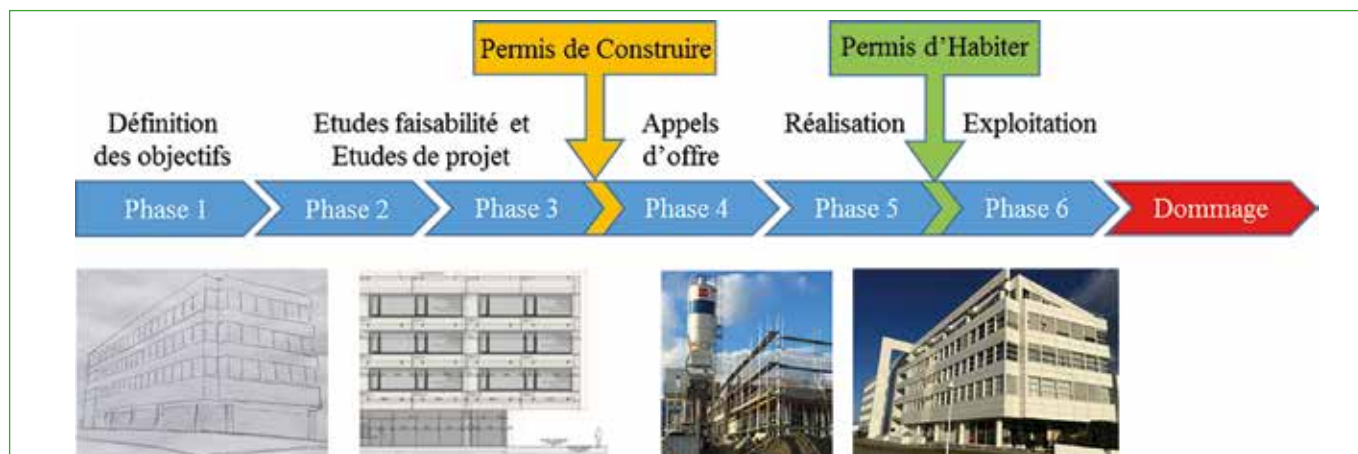 Permis de Construire
Permis d'Habiter
Définition
des objectifs
Etudes faisabilité et
Etudes de projet
Appels
d'offre
Réalisation
Exploitation
Phase 1
Phase 2
Phase 3
Phase 4
Phase 5
Phase 6
Dommage